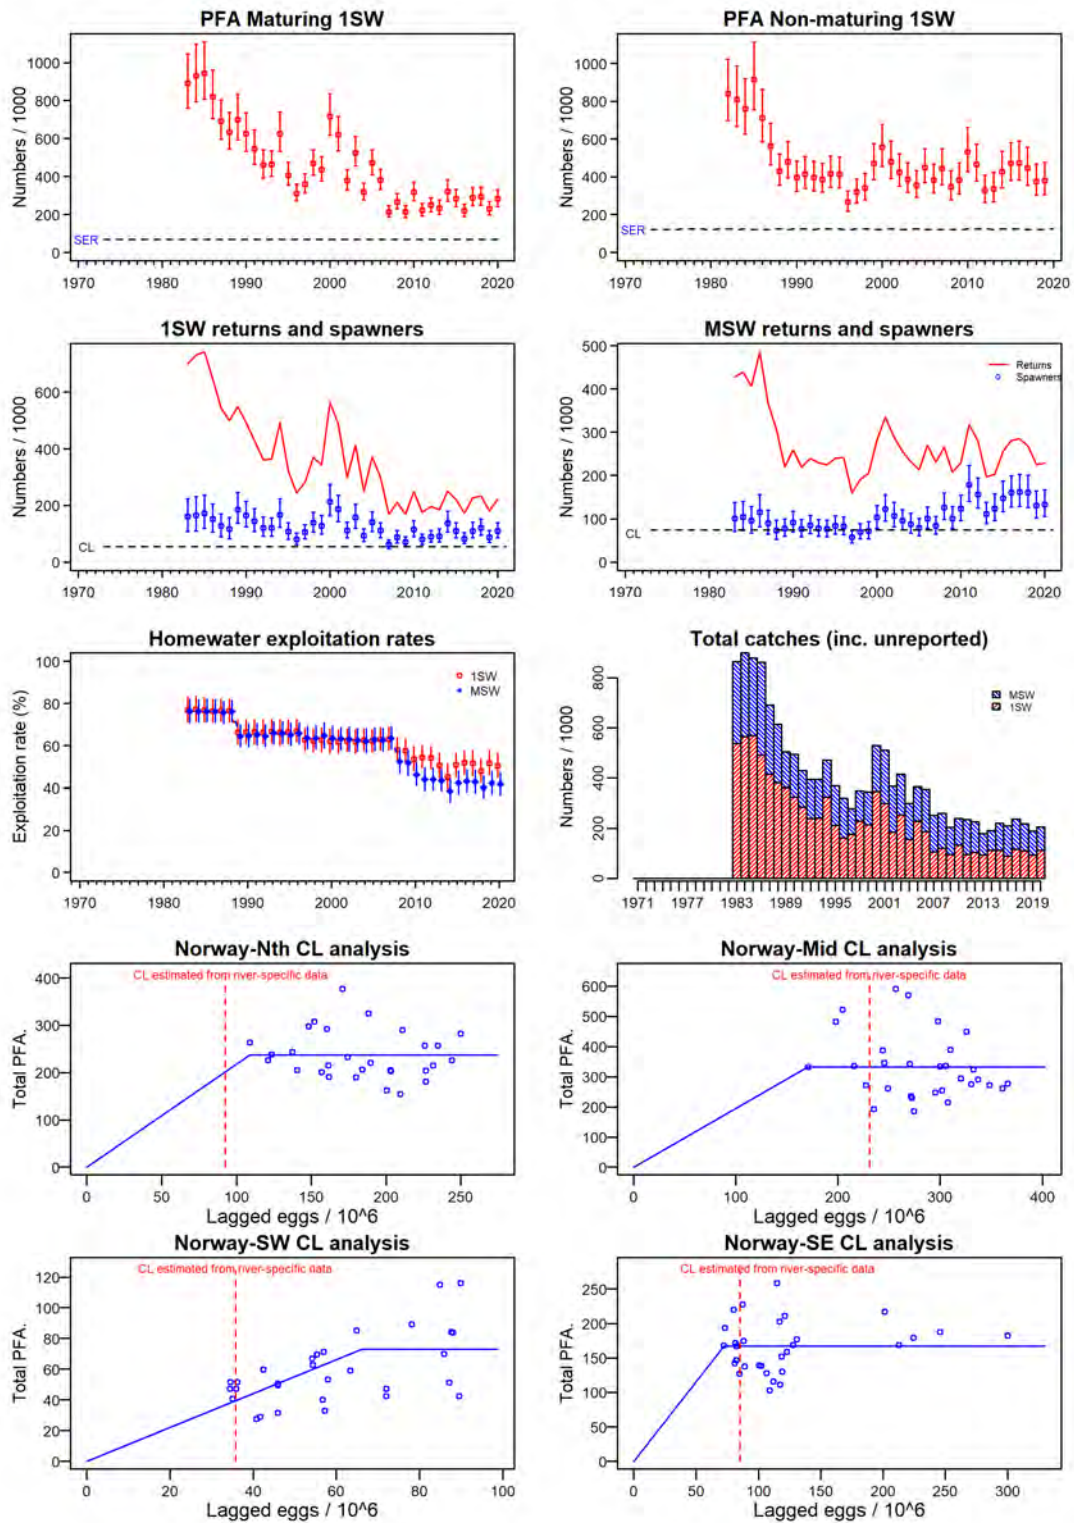 PFA Maturing 1SW
Numbers / 1000
1000
800
600
400
200
0
SER
1970 1980 1990 2000 2010 2020
PFA Non-maturing 1SW
Numbers / 1000
1000
800
600
400
200
0
SER
1970 1980 1990 2000 2010 2020
1SW returns and spawners
Numbers / 1000
600
400
200
0
CL
1970 1980 1990 2000 2010 2020
MSW returns and spawners
Numbers / 1000
500
400
300
200
100
0
Returns
Spawners
CL
1970 1980 1990 2000 2010 2020
Homewater exploitation rates
Exploitation rate (%)
100
80
60
40
20
0
1SW
MSW
1970 1980 1990 2000 2010 2020
Total catches (inc. unreported)
Numbers / 1000
800
600
400
200
0
MSW
1SW
1971 1977 1983 1989 1995 2001 2007 2013 2019
Norway-Nth CL analysis
CL estimated from river-specific data
Total PFA.
400
300
200
100
0
0 50 100 150 200 250
Lagged eggs / 10^6
Norway-Mid CL analysis
CL estimated from river-specific data
Total PFA.
600
500
400
300
200
100
0
0 100 200 300 400
Lagged eggs / 10^6
Norway-SW CL analysis
CL estimated from river-specific data
Total PFA.
120
100
80
60
40
20
0
0 20 40 60 80 100
Lagged eggs / 10^6
Norway-SE CL analysis
CL estimated from river-specific data
Total PFA.
250
200
150
100
50
0
0 50 100 150 200 250 300
Lagged eggs / 10^6